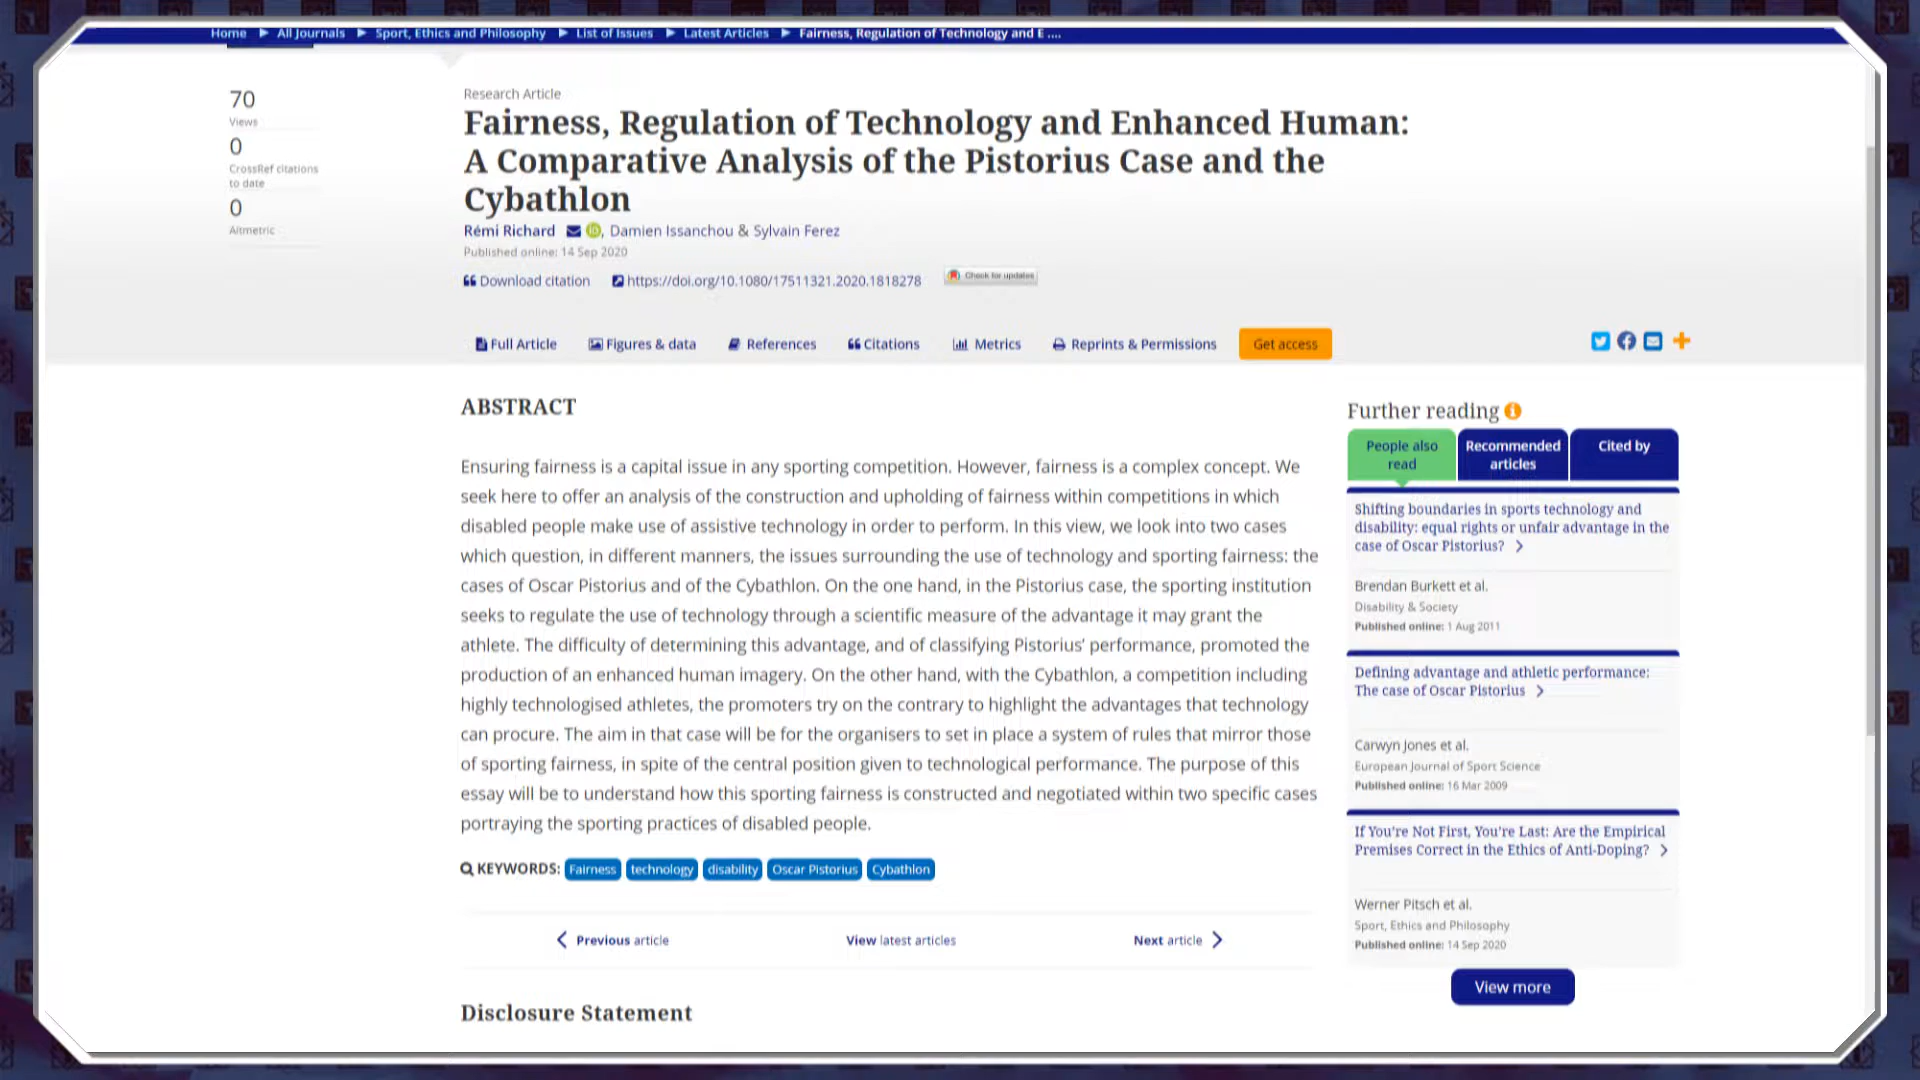 Home ▶ All Journals ▶ Sport, Ethics and Philosophy ▶ List of Issues ▶ Latest Articles ▶ Fairness, Regulation of Technology and E ....
70
Views
0
CrossRef citations
to date
0
Altmetric
Research Article
Fairness, Regulation of Technology and Enhanced Human:
A Comparative Analysis of the Pistorius Case and the
Cybathlon
Rémi Richard iD, Damien Issanchou & Sylvain Ferez
Published online: 14 Sep 2020
Download citation https://doi.org/10.1080/17511321.2020.1818278 Check for updates
Full Article Figures & data References Citations Metrics Reprints & Permissions Get access
ABSTRACT
Ensuring fairness is a capital issue in any sporting competition. However, fairness is a complex concept. We
seek here to offer an analysis of the construction and upholding of fairness within competitions in which
disabled people make use of assistive technology in order to perform. In this view, we look into two cases
which question, in different manners, the issues surrounding the use of technology and sporting fairness: the
cases of Oscar Pistorius and of the Cybathlon. On the one hand, in the Pistorius case, the sporting institution
seeks to regulate the use of technology through a scientific measure of the advantage it may grant the
athlete. The difficulty of determining this advantage, and of classifying Pistorius' performance, promoted the
production of an enhanced human imagery. On the other hand, with the Cybathlon, a competition including
highly technologised athletes, the promoters try on the contrary to highlight the advantages that technology
can procure. The aim in that case will be for the organisers to set in place a system of rules that mirror those
of sporting fairness, in spite of the central position given to technological performance. The purpose of this
essay will be to understand how this sporting fairness is constructed and negotiated within two specific cases
portraying the sporting practices of disabled people.
KEYWORDS: Fairness technology disability Oscar Pistorius Cybathlon
Previous article View latest articles Next article
Disclosure Statement
Further reading
People also
read
Recommended
articles
Cited by
Shifting boundaries in sports technology and
disability: equal rights or unfair advantage in the
case of Oscar Pistorius?
Brendan Burkett et al.
Disability & Society
Published online: 1 Aug 2011
Defining advantage and athletic performance:
The case of Oscar Pistorius
Carwyn Jones et al.
European Journal of Sport Science
Published online: 16 Mar 2009
If You're Not First, You're Last: Are the Empirical
Premises Correct in the Ethics of Anti-Doping?
Werner Pitsch et al.
Sport, Ethics and Philosophy
Published online: 14 Sep 2020
View more